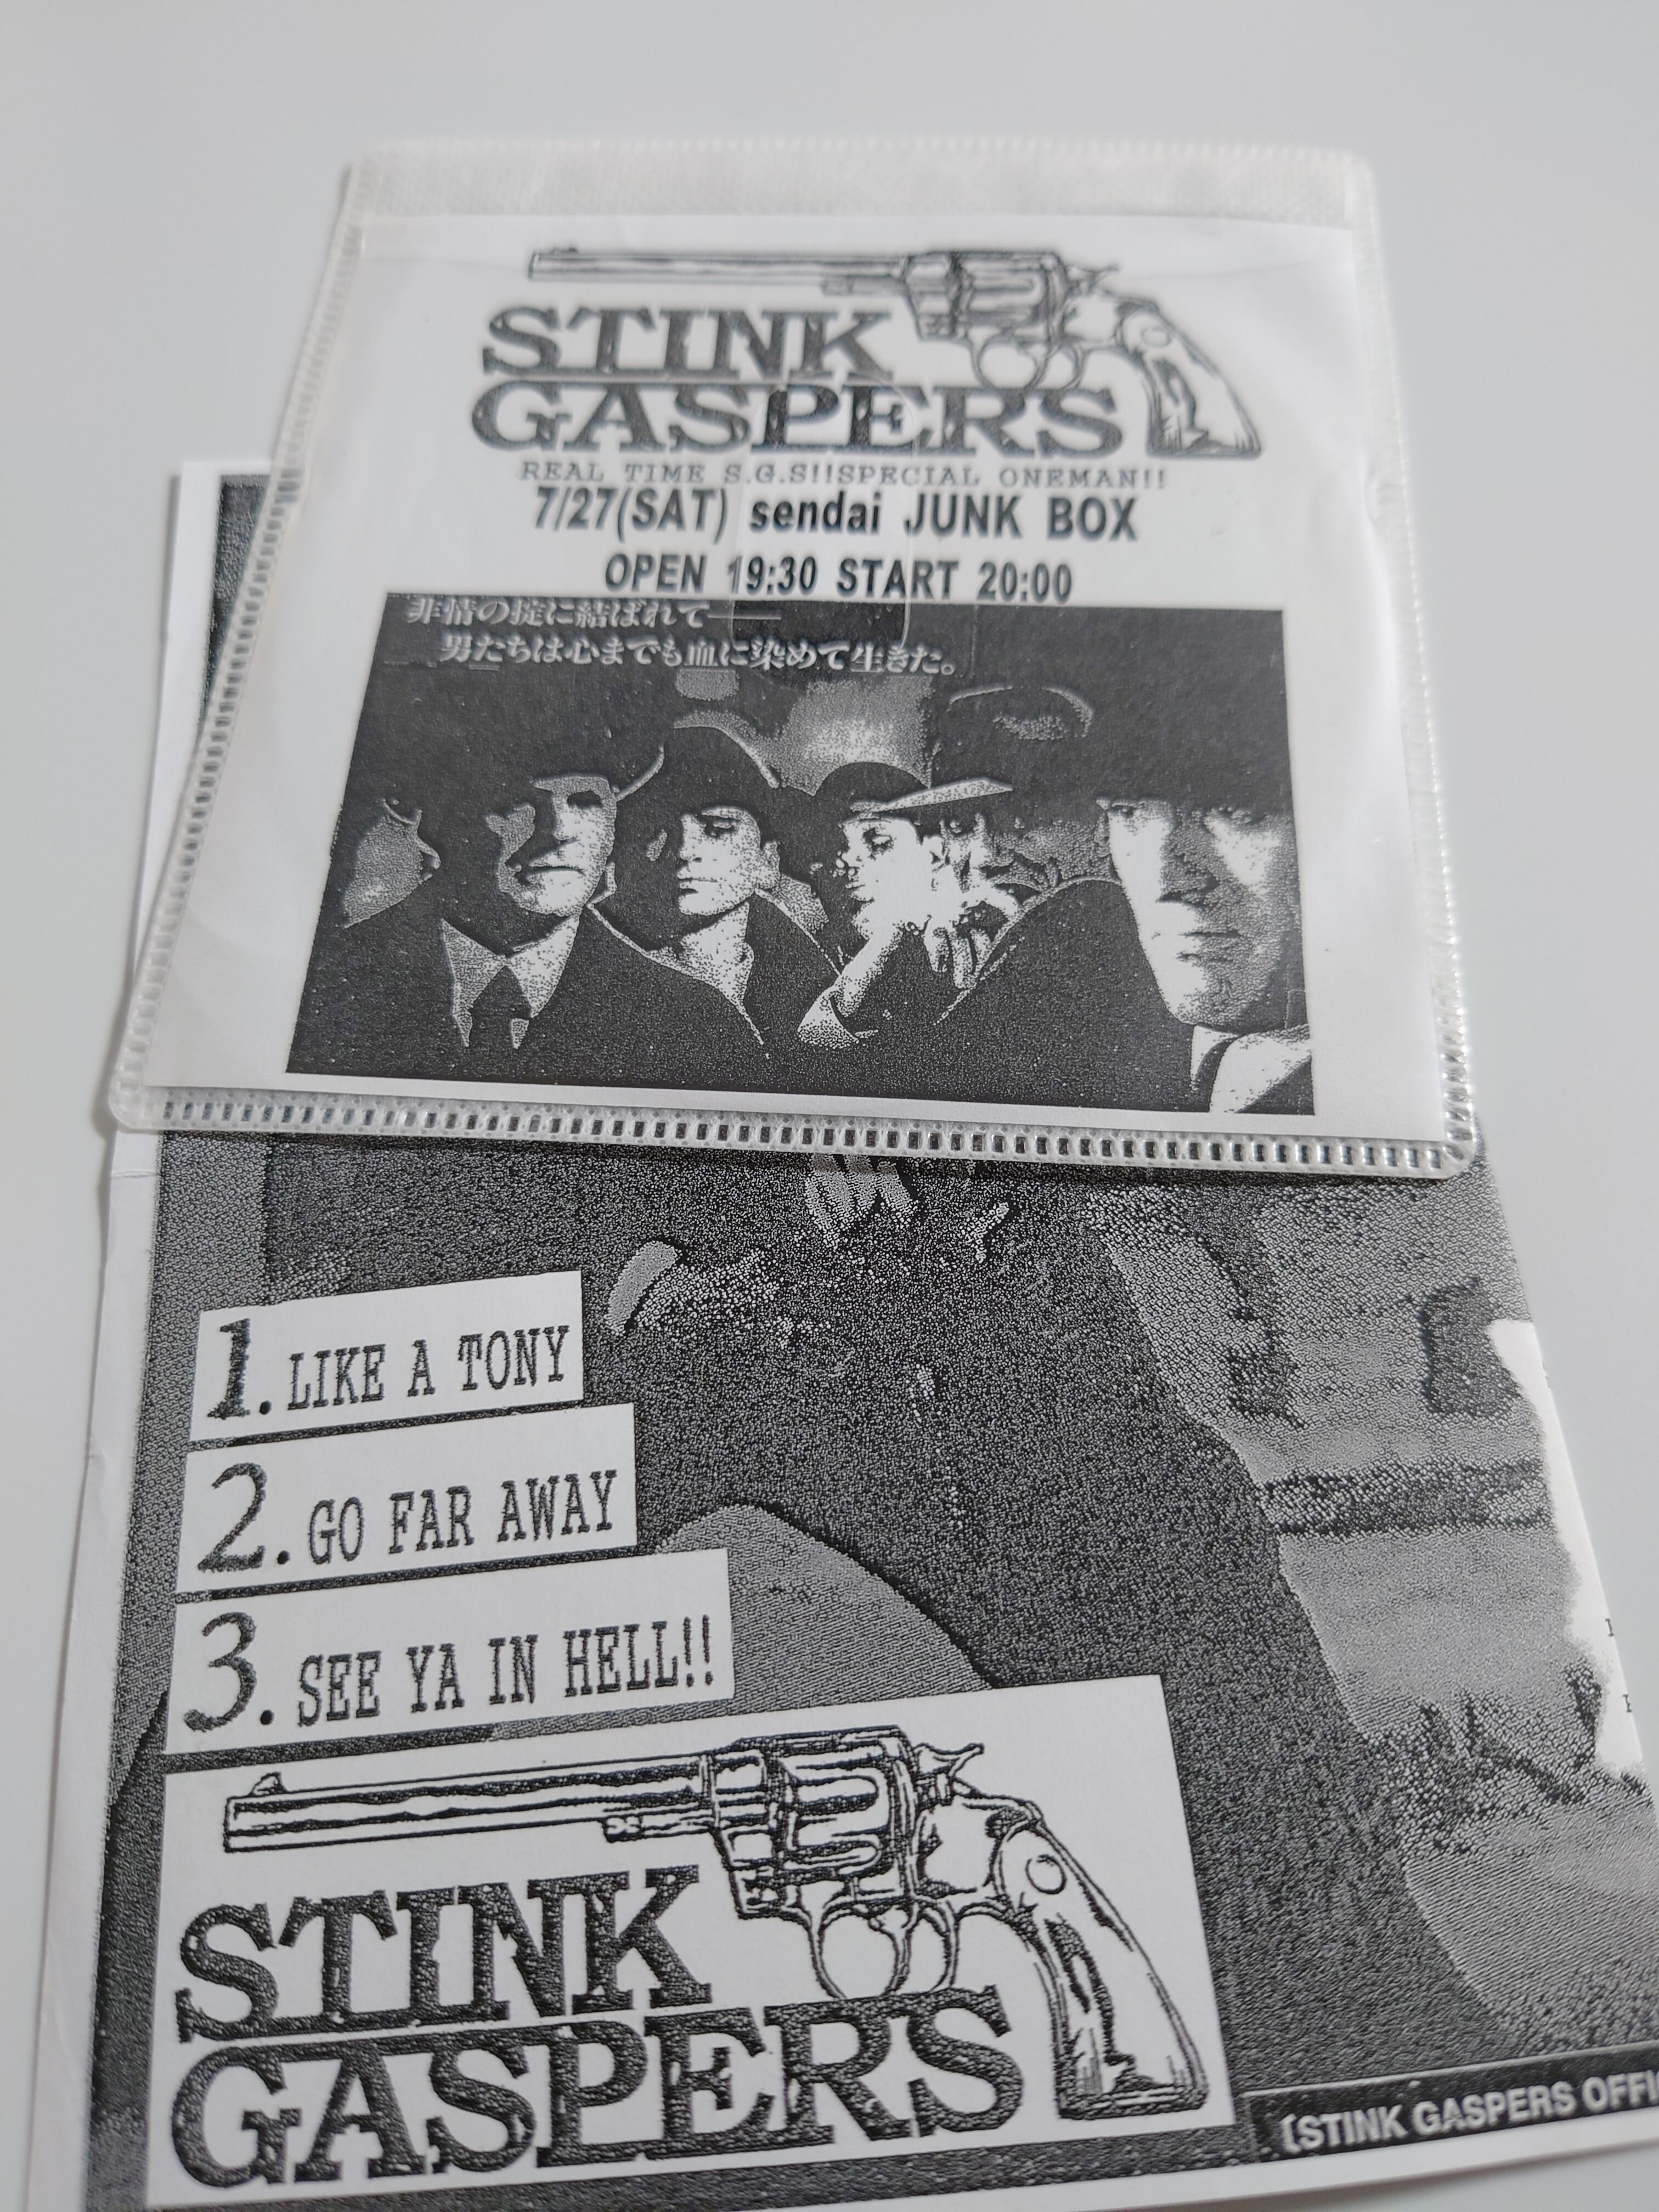 STINK
GASPERS
REAL TIME S.G.S!!SPECIAL ONEMAN!!
7/27(SAT) sendai JUNK BOX
OPEN 19:30 START 20:00
非情の掟に結ばれて——
男たちは心までも血に染めて生きた。
1. LIKE A TONY
2. GO FAR AWAY
3. SEE YA IN HELL!!
STINK
GASPERS
[STINK GASPERS